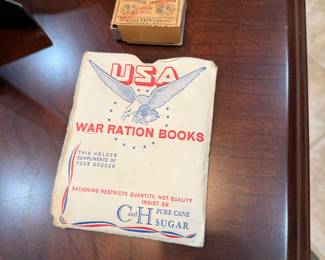 USA
WAR RATION BOOKS
THIS HOLDER
COMPLIMENTS OF
YOUR GROCER
RATIONING RESTRICTS QUANTITY, NOT QUALITY
INSIST ON
C and H PURE CANE
SUGAR